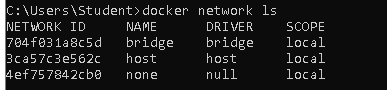 C:\Users\Student>docker network ls
NETWORK ID     NAME      DRIVER    SCOPE
704f031a8c5d   bridge    bridge    local
3ca57c3e562c   host      host      local
4ef757842cb0   none      null      local